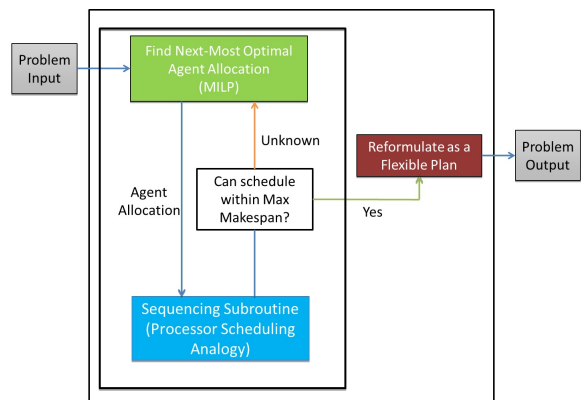 Problem
Input
Find Next-Most Optimal
Agent Allocation
(MILP)
Unknown
Agent
Allocation
Can schedule
within Max
Makespan?
Yes
Reformulate as a
Flexible Plan
Problem
Output
Sequencing Subroutine
(Processor Scheduling
Analogy)